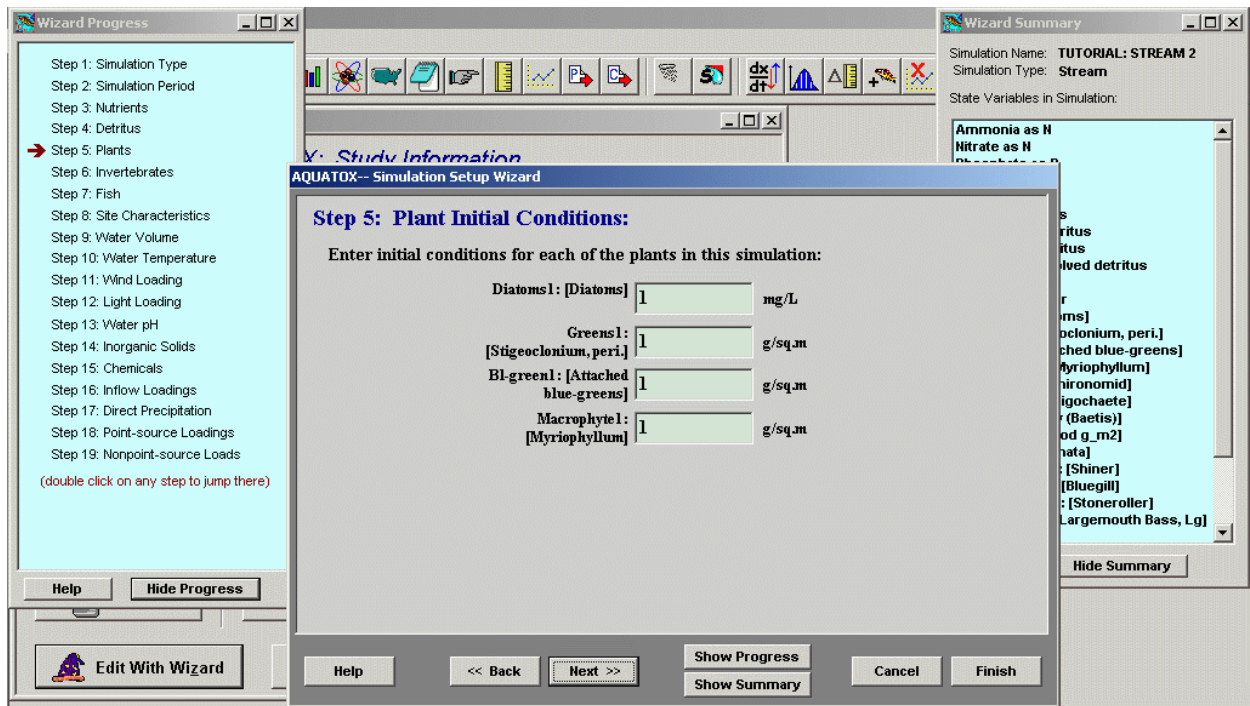 Wizard Progress
Step 1: Simulation Type
Step 2: Simulation Period
Step 3: Nutrients
Step 4: Detritus
Step 5: Plants
Step 6: Invertebrates
Step 7: Fish
Step 8: Site Characteristics
Step 9: Water Volume
Step 10: Water Temperature
Step 11: Wind Loading
Step 12: Light Loading
Step 13: Water pH
Step 14: Inorganic Solids
Step 15: Chemicals
Step 16: Inflow Loadings
Step 17: Direct Precipitation
Step 18: Point-source Loadings
Step 19: Nonpoint-source Loads
(double click on any step to jump there)
Help Hide Progress
Edit With Wizard
X: Study Information
AQUATOX-- Simulation Setup Wizard
Step 5: Plant Initial Conditions:
Enter initial conditions for each of the plants in this simulation:
Diatoms1: [Diatoms] 1 mg/L
Greens1:
[Stigeoclonium, peri.] 1 g/sq.m
Bl-green1: [Attached
blue-greens] 1 g/sq.m
Macrophyte1:
[Myriophyllum] 1 g/sq.m
Help << Back Next >> Show Progress Show Summary Cancel Finish
Wizard Summary
Simulation Name: TUTORIAL: STREAM 2
Simulation Type: Stream
State Variables in Simulation:
Ammonia as N
Nitrate as N
s
ritus
itus
lved detritus
r
oms]
oclonium, peri.]
ched blue-greens]
Myriophyllum]
hironomid]
igochaete]
(Baetis)]
od g_m2]
nata]
: [Shiner]
[Bluegill]
: [Stoneroller]
Largemouth Bass, Lg]
Hide Summary